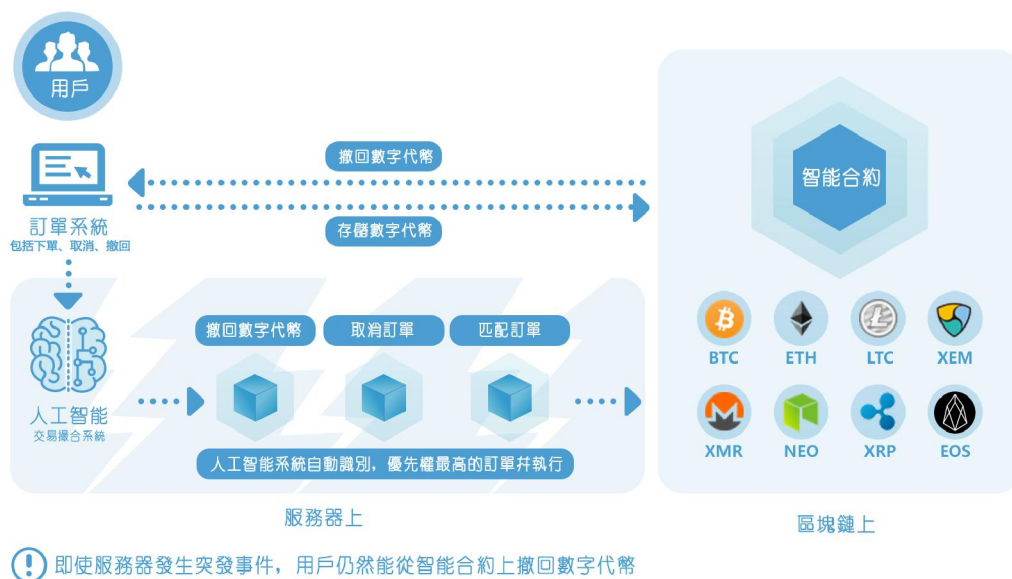 用戶
撤回數字代幣
智能合約
訂單系統
包括下單、取消、撤回
存儲數字代幣
撤回數字代幣
取消訂單
匹配訂單
人工智能
交易撮合系統
人工智能系統自動識別，優先權最高的訂單幷執行
BTC
ETH
LTC
XEM
XMR
NEO
XRP
EOS
服務器上
區塊鏈上
即使服務器發生突發事件，用戶仍然能從智能合約上撤回數字代幣